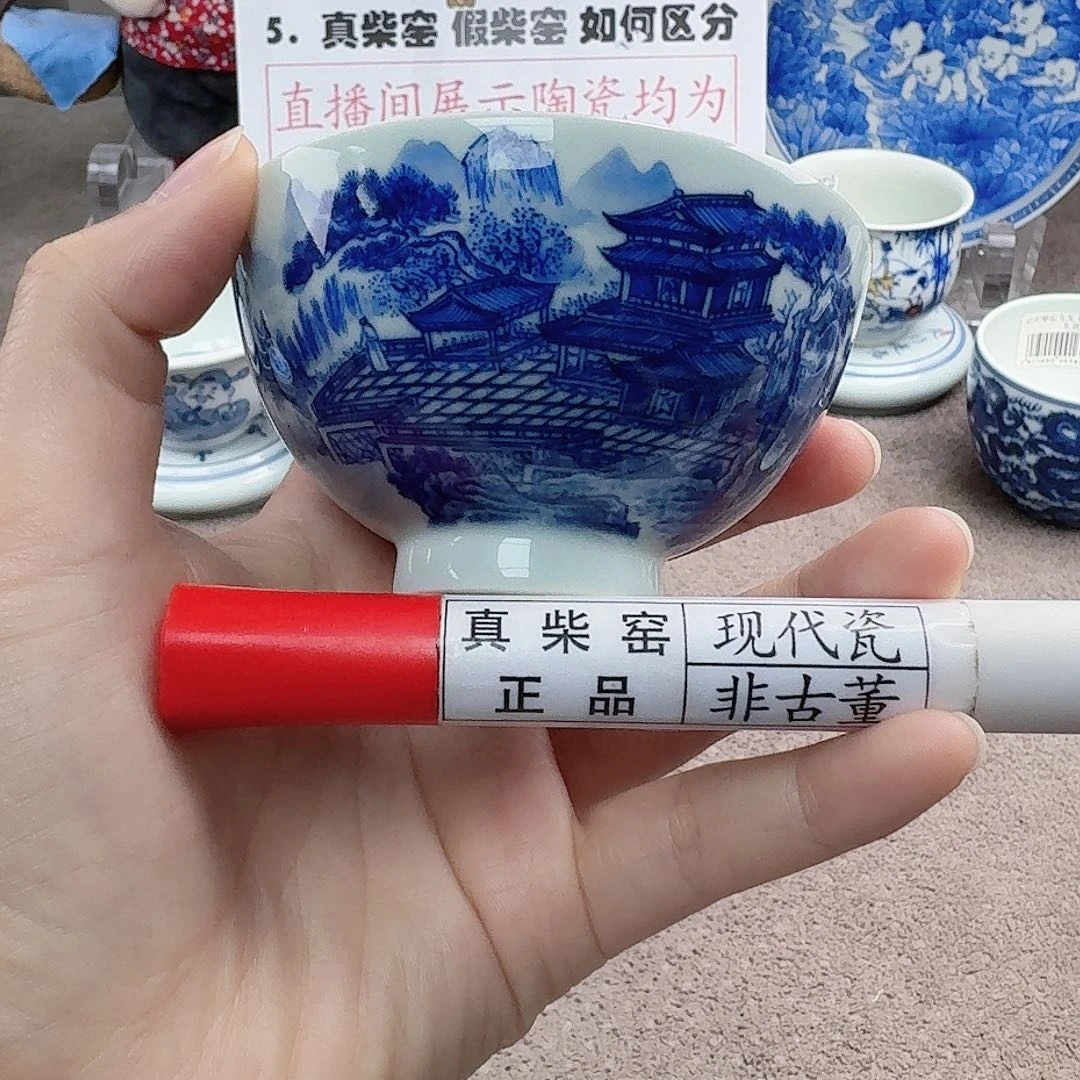 5. 真柴窑 假柴窑 如何区分
直播间展示陶瓷均为
真柴窑
正品
现代瓷
非古董